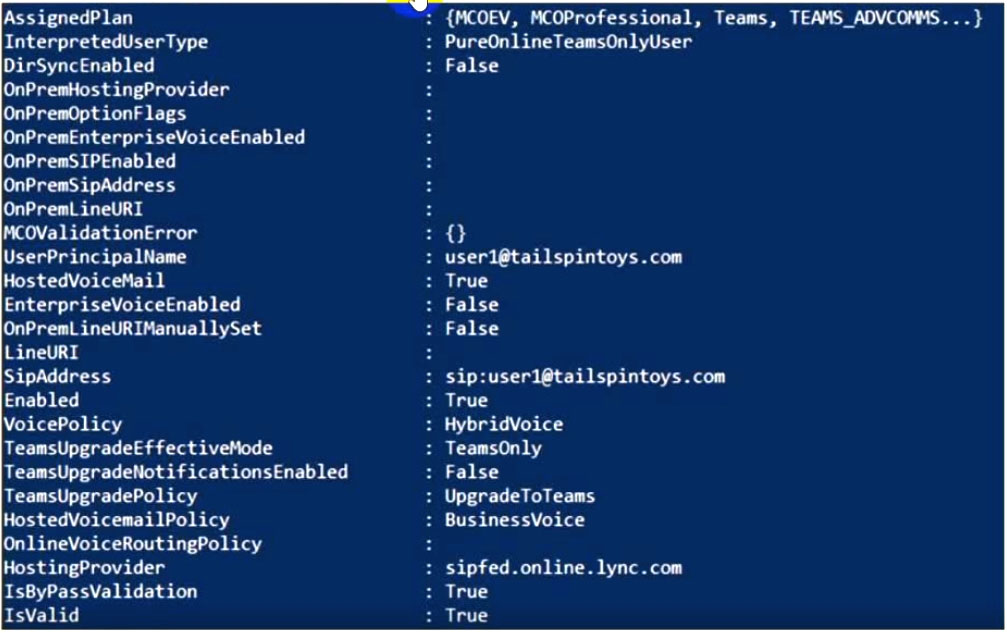 AssignedPlan : {MCOEV, MCOProfessional, Teams, TEAMS_ADVCOMMS...}
InterpretedUserType : PureOnlineTeamsOnlyUser
DirSyncEnabled : False
OnPremHostingProvider :
OnPremOptionFlags :
OnPremEnterpriseVoiceEnabled :
OnPremSIPEnabled :
OnPremSipAddress :
OnPremLineURI :
MCOValidationError : {}
UserPrincipalName : user1@tailspintoys.com
HostedVoiceMail : True
EnterpriseVoiceEnabled : False
OnPremLineURIManuallySet : False
LineURI :
SipAddress : sip:user1@tailspintoys.com
Enabled : True
VoicePolicy : HybridVoice
TeamsUpgradeEffectiveMode : TeamsOnly
TeamsUpgradeNotificationsEnabled : False
TeamsUpgradePolicy : UpgradeToTeams
HostedVoicemailPolicy : BusinessVoice
OnlineVoiceRoutingPolicy :
HostingProvider : sipfed.online.lync.com
IsByPassValidation : True
IsValid : True